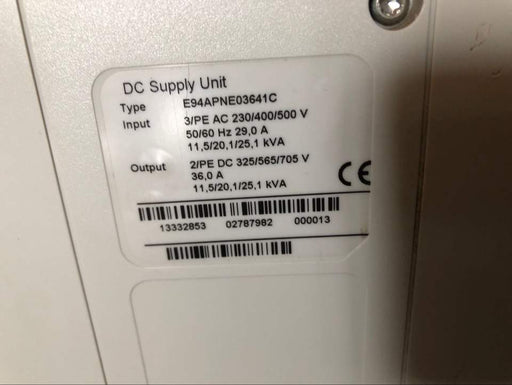 DC Supply Unit
Type E94APNE03641C
Input 3/PE AC 230/400/500 V
50/60 Hz 29,0 A
11,5/20,1/25,1 kVA
Output 2/PE DC 325/565/705 V
36,0 A
11,5/20,1/25,1 kVA
CE
13332853 02787982 000013